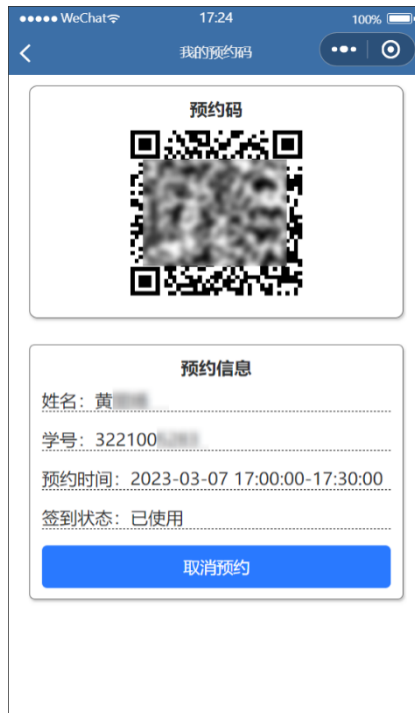 WeChat 17:24 100%
我的预约码
预约码
预约信息
姓名：黄
学号：322100
预约时间：2023-03-07 17:00:00-17:30:00
签到状态：已使用
取消预约